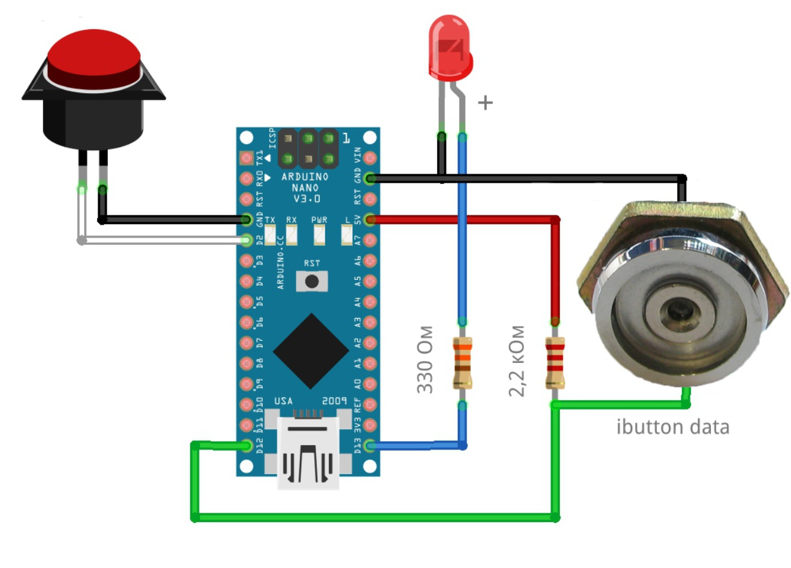 +
ICSP
1
TX1
RX0
RST
GND
D2
D3
D4
D5
D6
D7
D8
D9
D10
D11
D12
ARDUINO
NANO
V3.0
TX RX PWR L
ARDUINO.CC
RST
USA 2009
VIN
GND
RST
5V
A7
A6
A5
A4
A3
A2
A1
A0
REF
3V3
D13
330 Ом
2,2 кОм
ibutton data